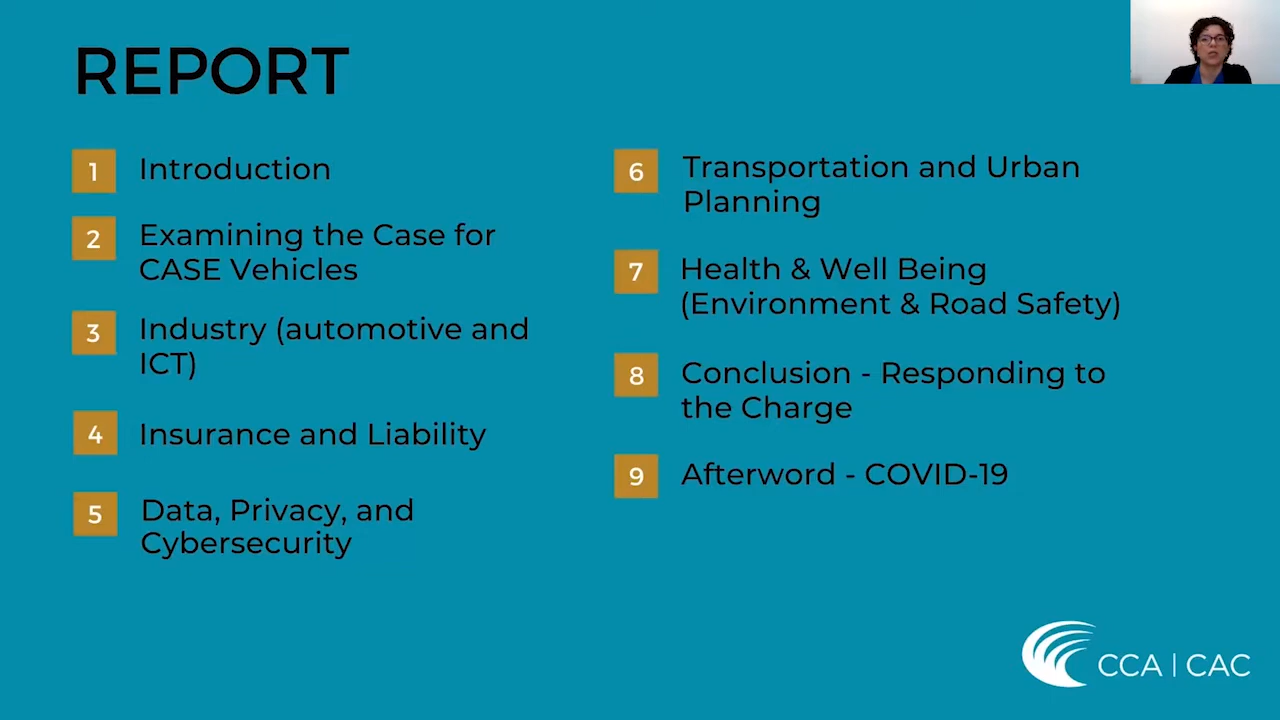 REPORT
1 Introduction
2 Examining the Case for
CASE Vehicles
3 Industry (automotive and
ICT)
4 Insurance and Liability
5 Data, Privacy, and
Cybersecurity
6 Transportation and Urban
Planning
7 Health & Well Being
(Environment & Road Safety)
8 Conclusion - Responding to
the Charge
9 Afterword - COVID-19
CCA | CAC